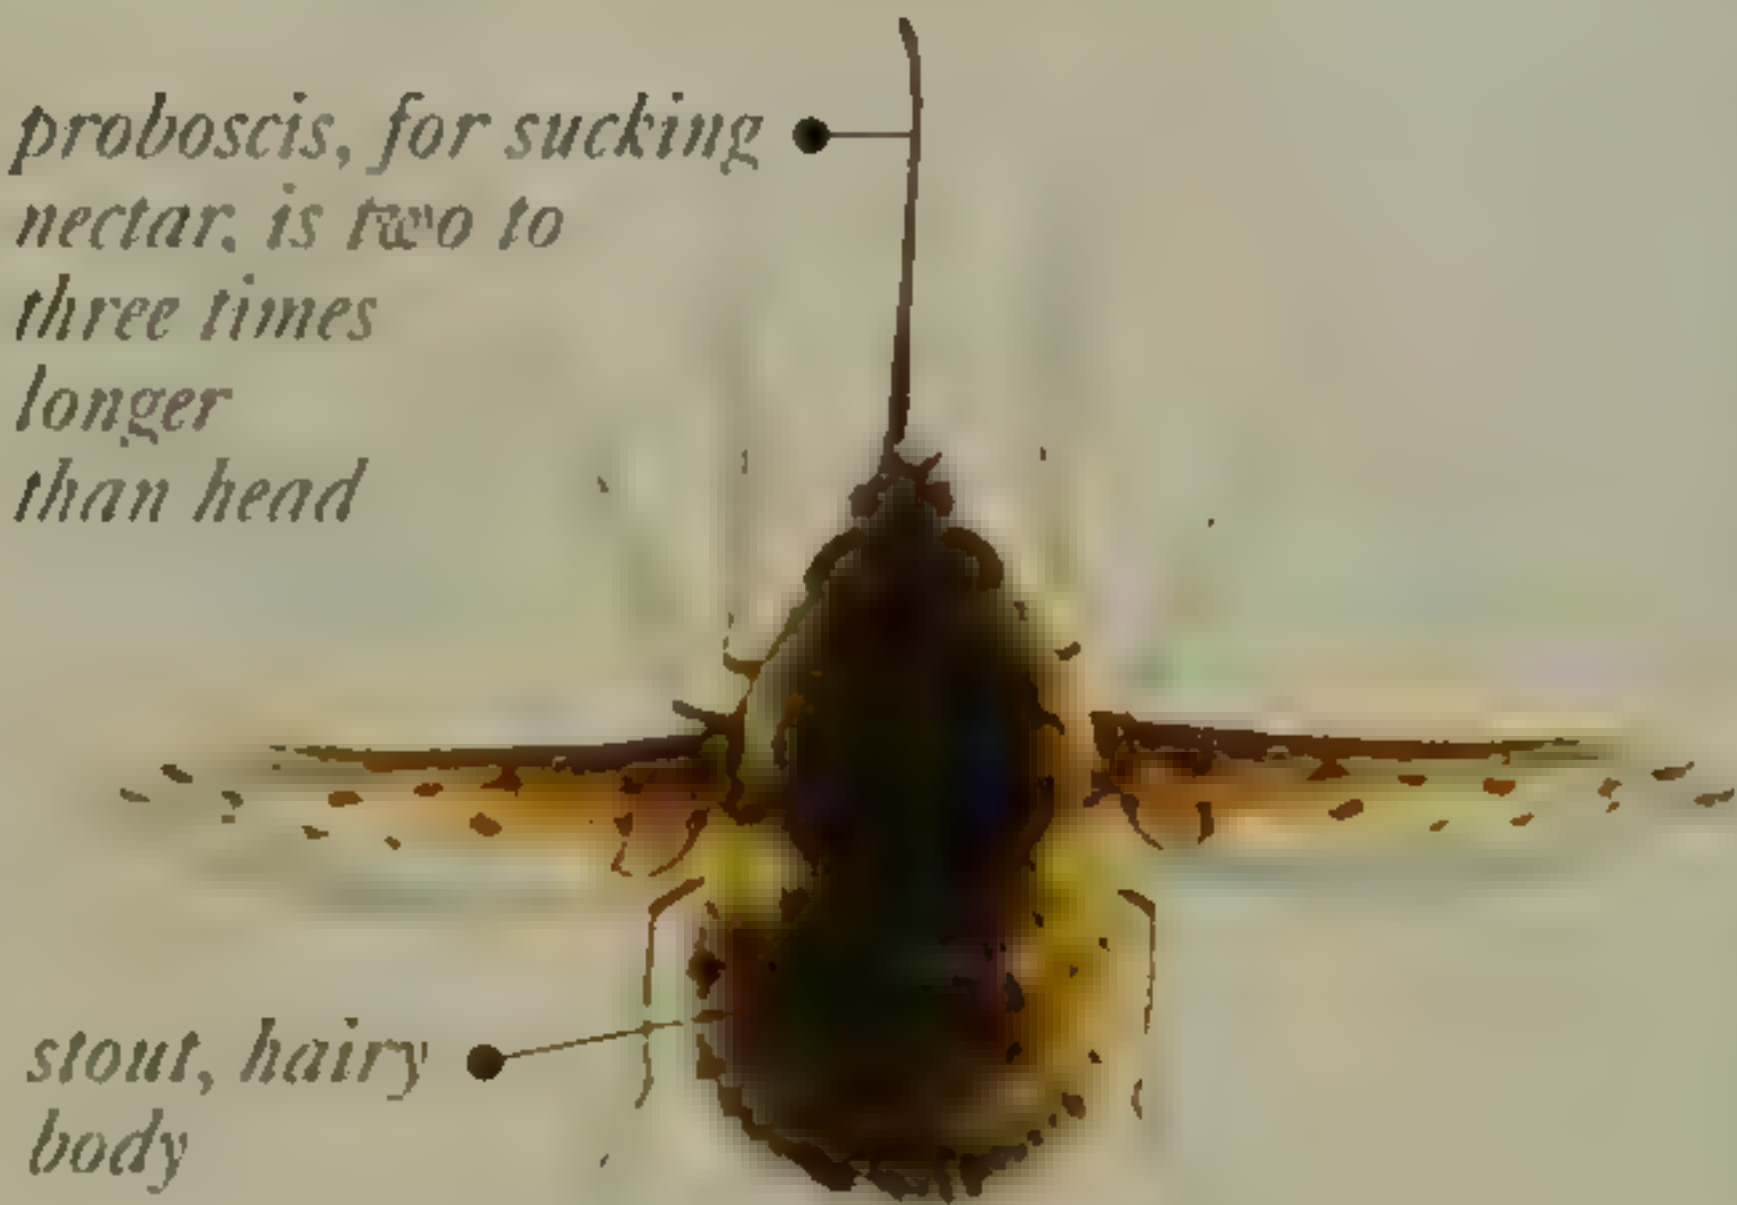 proboscis, for sucking
nectar, is two to
three times
longer
than head
stout, hairy
body